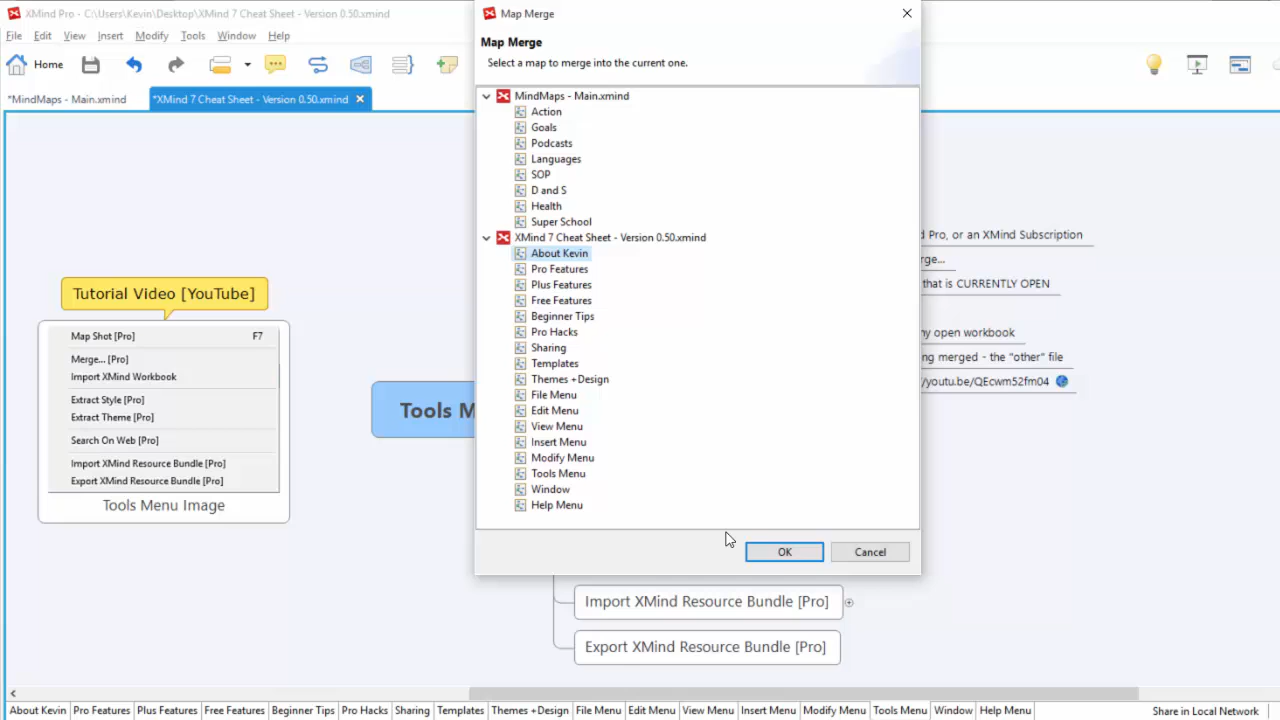 XMind Pro - C:\Users\Kevin\Desktop\XMind 7 Cheat Sheet - Version 0.50.xmind
File Edit View Insert Modify Tools Window Help
Home
*MindMaps - Main.xmind
*XMind 7 Cheat Sheet - Version 0.50.xmind
Map Merge
Map Merge
Select a map to merge into the current one.
MindMaps - Main.xmind
Action
Goals
Podcasts
Languages
SOP
D and S
Health
Super School
XMind 7 Cheat Sheet - Version 0.50.xmind
About Kevin
Pro Features
Plus Features
Free Features
Beginner Tips
Pro Hacks
Sharing
Templates
Themes +Design
File Menu
Edit Menu
View Menu
Insert Menu
Modify Menu
Tools Menu
Window
Help Menu
OK Cancel
Tutorial Video [YouTube]
Map Shot [Pro] F7
Merge... [Pro]
Import XMind Workbook
Extract Style [Pro]
Extract Theme [Pro]
Search On Web [Pro]
Import XMind Resource Bundle [Pro]
Export XMind Resource Bundle [Pro]
Tools Menu Image
Tools M
d Pro, or an XMind Subscription
rge...
that is CURRENTLY OPEN
ny open workbook
ng merged - the "other" file
/youtu.be/QEcwm52fm04
Import XMind Resource Bundle [Pro]
Export XMind Resource Bundle [Pro]
About Kevin Pro Features Plus Features Free Features Beginner Tips Pro Hacks Sharing Templates Themes +Design File Menu Edit Menu View Menu Insert Menu Modify Menu Tools Menu Window Help Menu
Share in Local Network